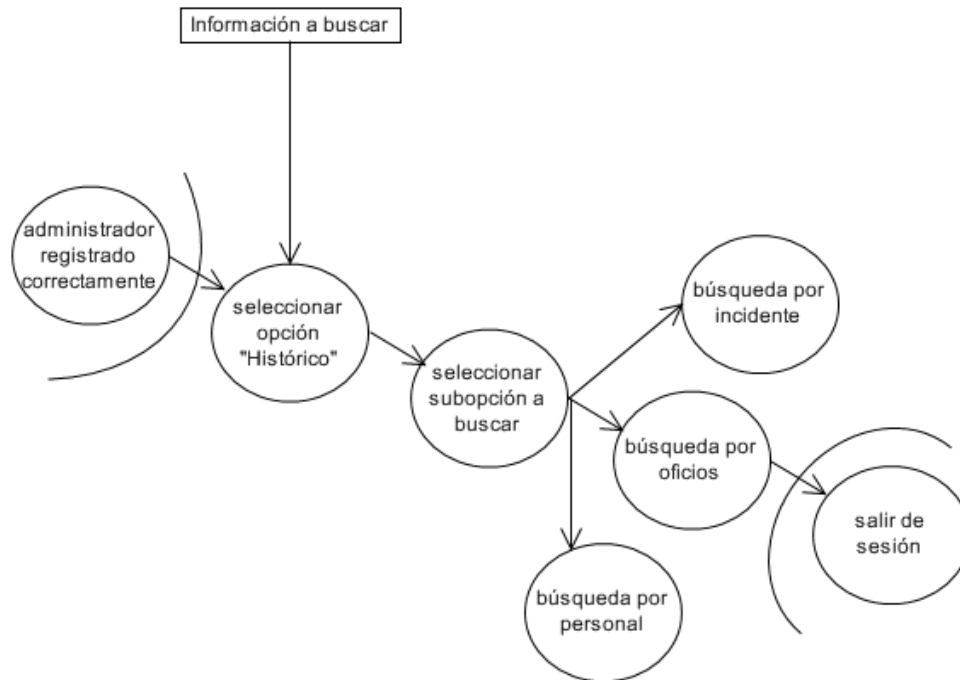 Información a buscar
administrador
registrado
correctamente
seleccionar
opción
"Histórico"
seleccionar
subopción a
buscar
búsqueda por
incidente
búsqueda por
oficios
búsqueda por
personal
salir de
sesión